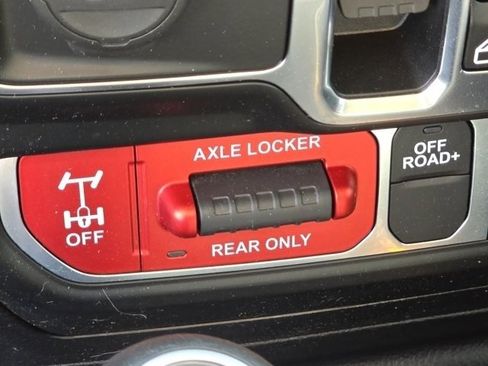 AXLE LOCKER
OFF
ROAD+
OFF
REAR ONLY